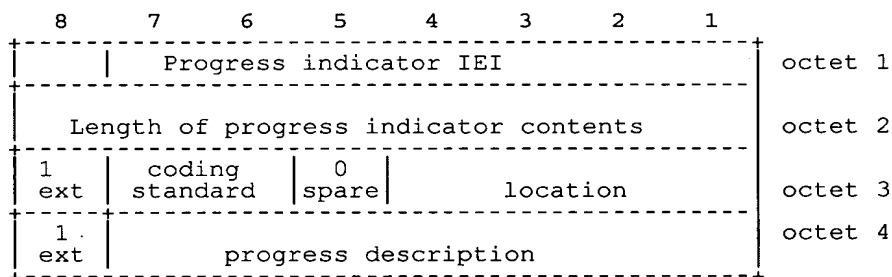 8 7 6 5 4 3 2 1
Progress indicator IEI octet 1
Length of progress indicator contents octet 2
1 coding 0
ext standard spare location octet 3
1 octet 4
ext progress description